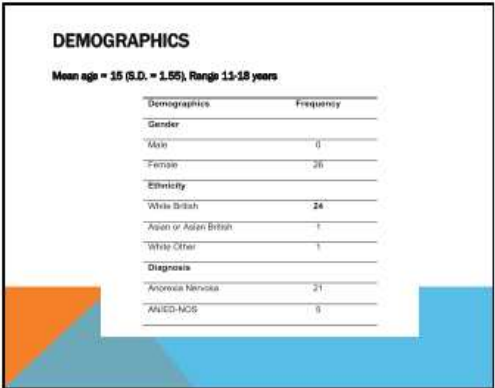 DEMOGRAPHICS
Mean age = 15 (S.D. = 1.55), Range 11-18 years
Demographics Frequency
Gender
Male 0
Female 26
Ethnicity
White British 24
Asian or Asian British 1
White Other 1
Diagnosis
Anorexia Nervosa 21
AN/ED-NOS 5